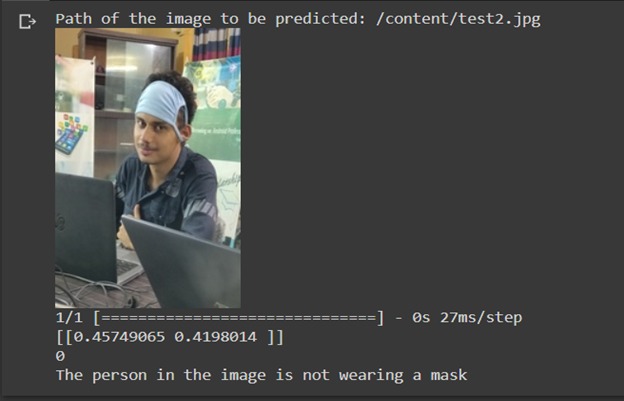 Path of the image to be predicted: /content/test2.jpg
1/1 [==============================] - 0s 27ms/step
[[0.45749065 0.4198014 ]]
0
The person in the image is not wearing a mask